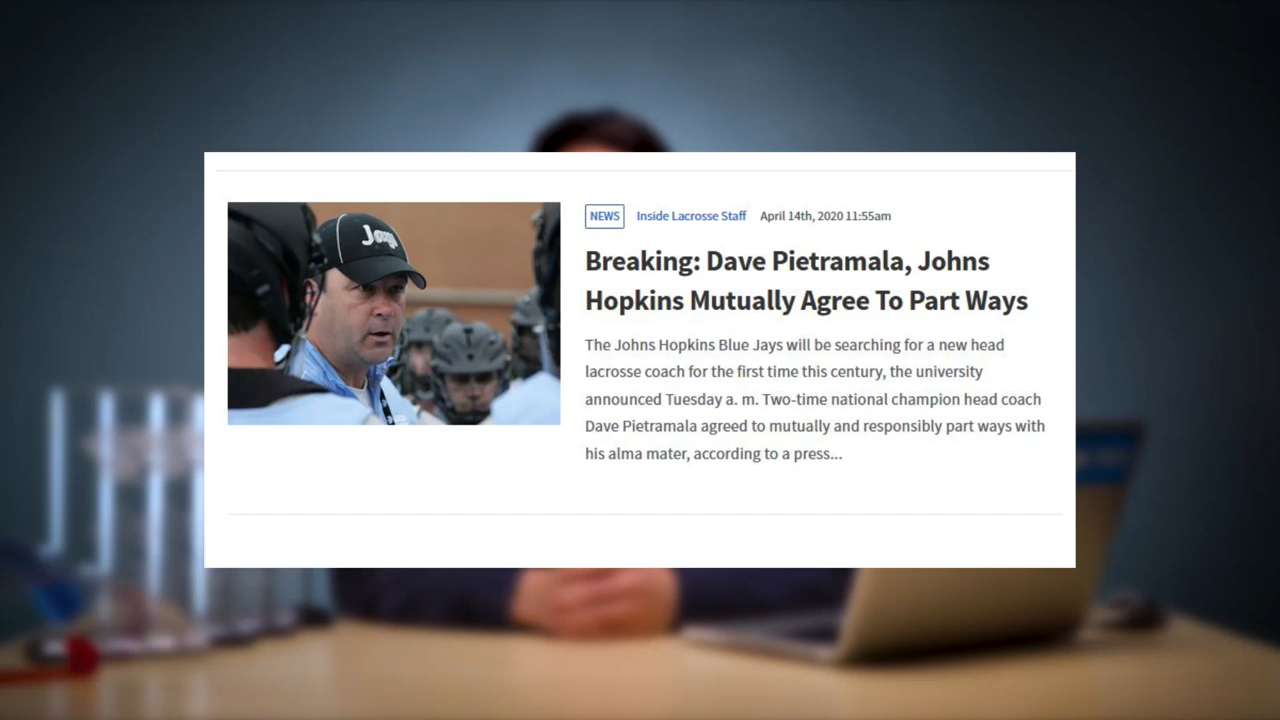 NEWS Inside Lacrosse Staff April 14th, 2020 11:55am
Breaking: Dave Pietramala, Johns
Hopkins Mutually Agree To Part Ways
The Johns Hopkins Blue Jays will be searching for a new head
lacrosse coach for the first time this century, the university
announced Tuesday a. m. Two-time national champion head coach
Dave Pietramala agreed to mutually and responsibly part ways with
his alma mater, according to a press...